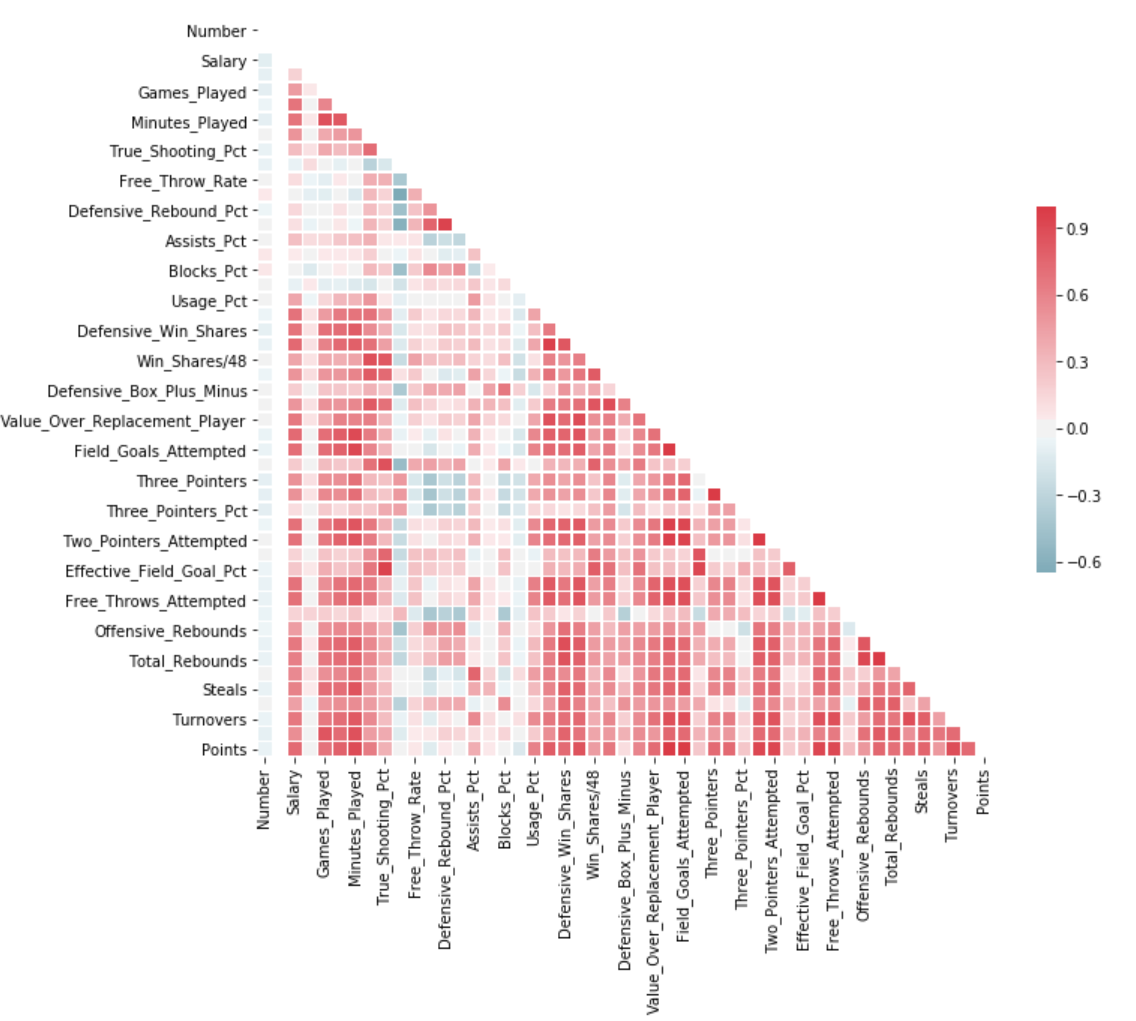 Number
Salary
Games_Played
Minutes_Played
True_Shooting_Pct
Free_Throw_Rate
Defensive_Rebound_Pct
Assists_Pct
Blocks_Pct
Usage_Pct
Defensive_Win_Shares
Win_Shares/48
Defensive_Box_Plus_Minus
Value_Over_Replacement_Player
Field_Goals_Attempted
Three_Pointers
Three_Pointers_Pct
Two_Pointers_Attempted
Effective_Field_Goal_Pct
Free_Throws_Attempted
Offensive_Rebounds
Total_Rebounds
Steals
Turnovers
Points
0.9
0.6
0.3
−0.0
−0.3
−0.6
Number
Salary
Games_Played
Minutes_Played
True_Shooting_Pct
Free_Throw_Rate
Defensive_Rebound_Pct
Assists_Pct
Blocks_Pct
Usage_Pct
Defensive_Win_Shares
Win_Shares/48
Defensive_Box_Plus_Minus
Value_Over_Replacement_Player
Field_Goals_Attempted
Three_Pointers
Three_Pointers_Pct
Two_Pointers_Attempted
Effective_Field_Goal_Pct
Free_Throws_Attempted
Offensive_Rebounds
Total_Rebounds
Steals
Turnovers
Points